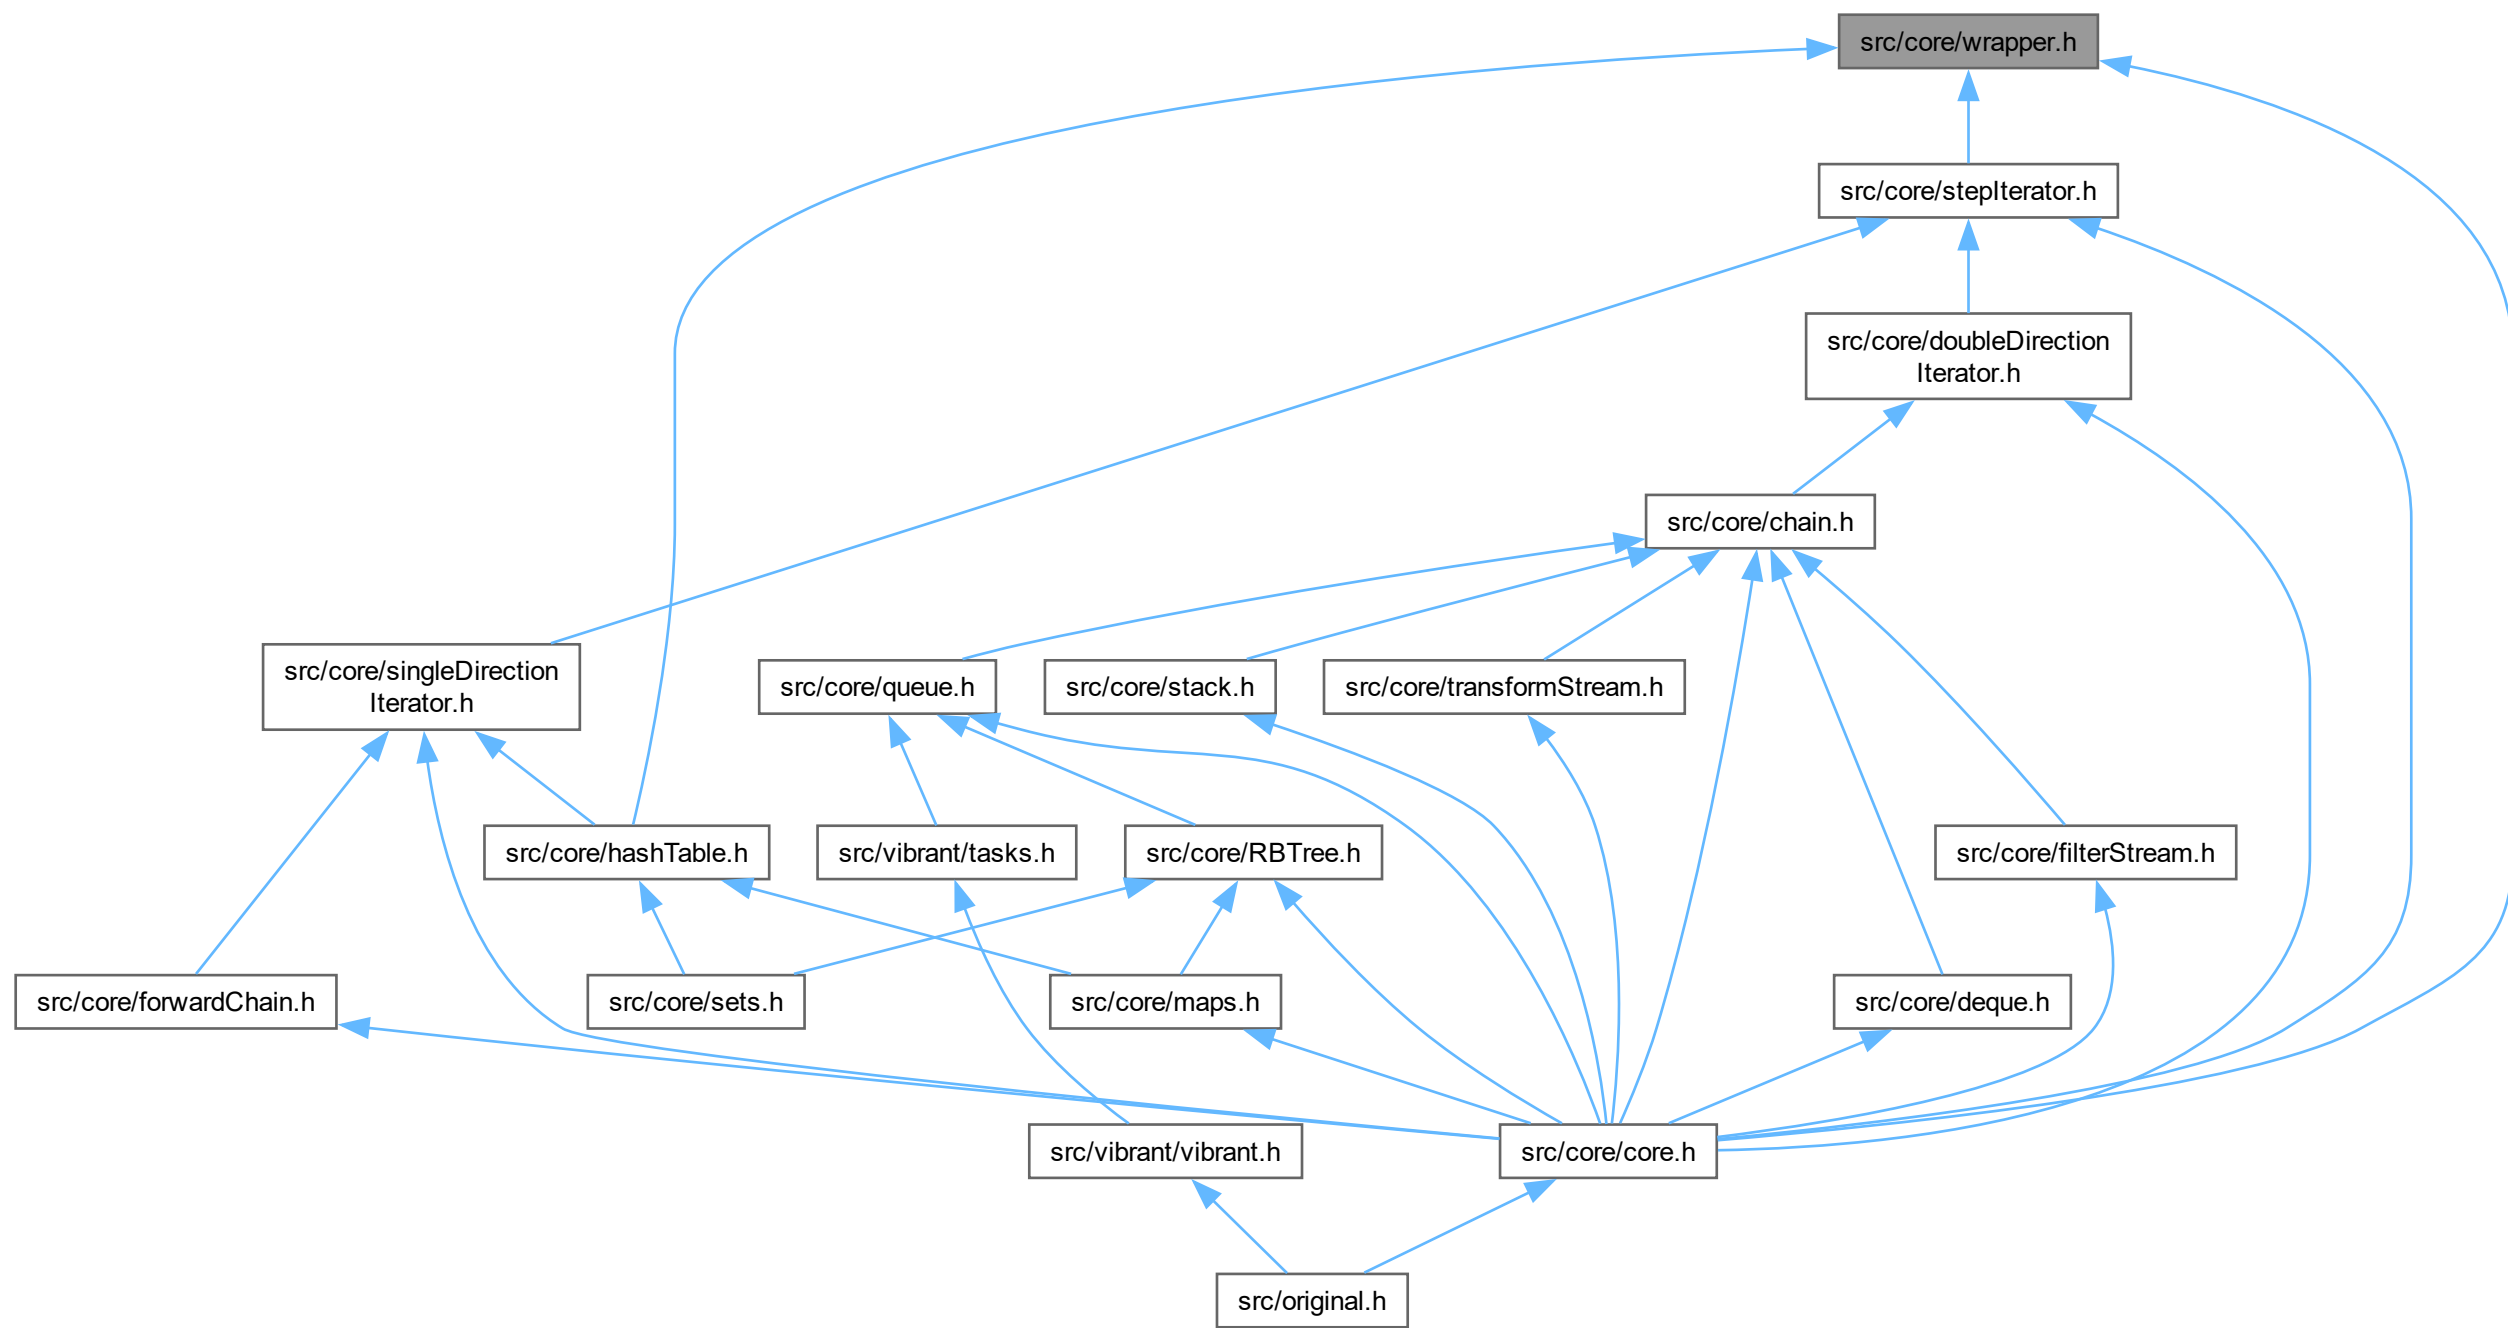 src/core/wrapper.h
src/core/stepIterator.h
src/core/doubleDirection
Iterator.h
src/core/chain.h
src/core/singleDirection
Iterator.h
src/core/queue.h
src/core/stack.h
src/core/transformStream.h
src/core/hashTable.h
src/vibrant/tasks.h
src/core/RBTree.h
src/core/filterStream.h
src/core/forwardChain.h
src/core/sets.h
src/core/maps.h
src/core/deque.h
src/vibrant/vibrant.h
src/core/core.h
src/original.h